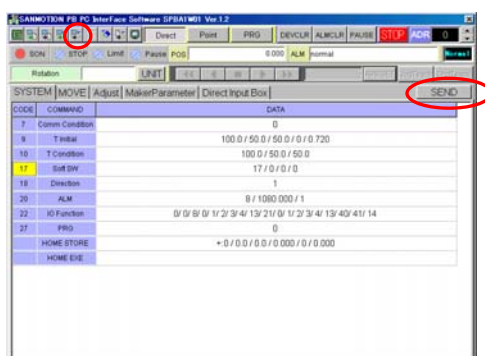 SANMOTION PB PC InterFace Software SPBA1W01 Ver.1.2
Direct Point PRG DEVCLR ALMCLR PAUSE STOP ADR 0
SON STOP Limit Pause POS 0.000 ALM normal Normal
Rotation UNIT
SYSTEM MOVE Adjust MakerParameter Direct Input Box SEND
CODE COMMAND DATA
7 Comm Condition 0
9 T Initial 100.0 / 50.0 / 50.0 / 0 / 0.720
10 T Condition 100.0 / 50.0 / 50.0
17 Soft SW 17 / 0 / 0 / 0
18 Direction 1
20 ALM 8 / 1080.000 / 1
22 IO Function 0/ 0/ 8/ 0/ 1/ 2/ 3/ 4/ 13/ 21/ 0/ 1/ 2/ 3/ 4/ 13/ 40/ 41/ 14
27 PRG 0
HOME STORE +:0 / 0.0 / 0.0 / 0.000 / 0 / 0.000
HOME EXE